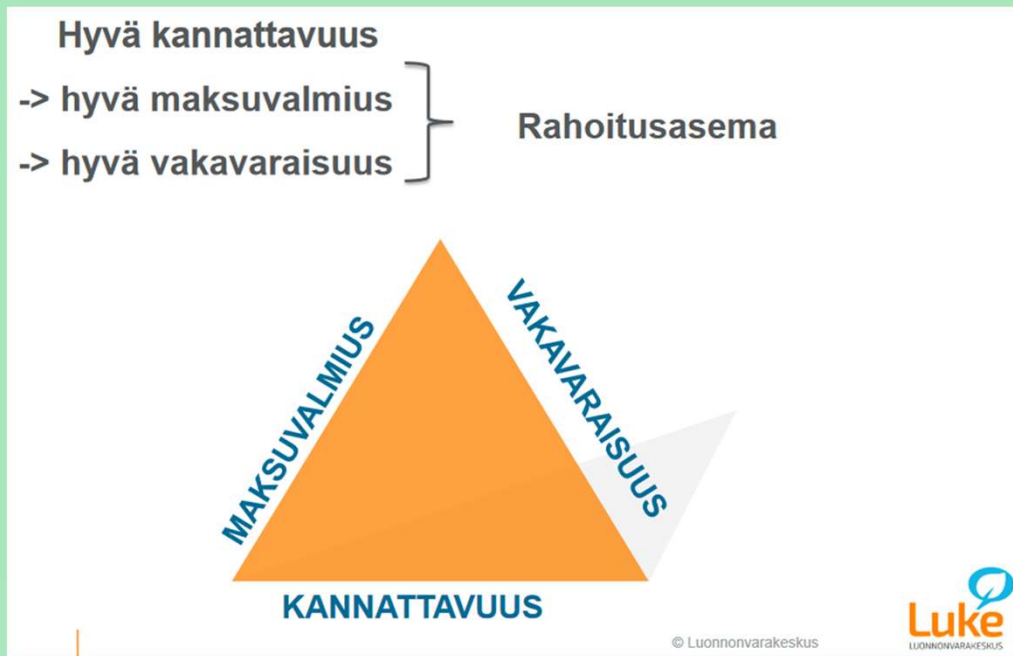 Hyvä kannattavuus
-> hyvä maksuvalmius
-> hyvä vakavaraisuus
Rahoitusasema
MAKSUVALMIUS
VAKAVARAISUUS
KANNATTAVUUS
© Luonnonvarakeskus
Luke
LUONNONVARAKESKUS